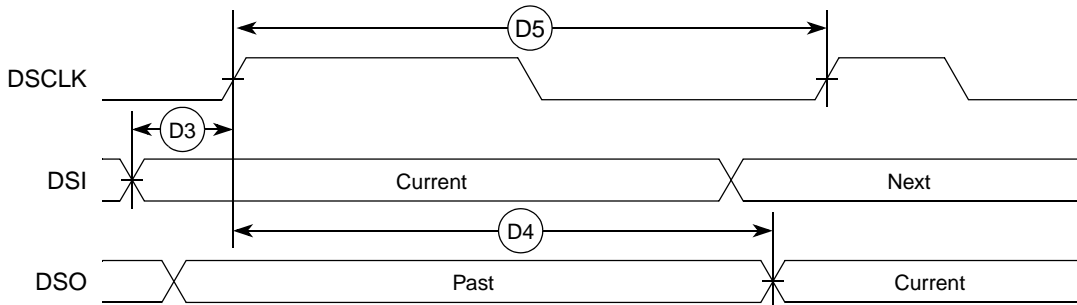 D5
DSCLK
D3
DSI Current Next
D4
DSO Past Current